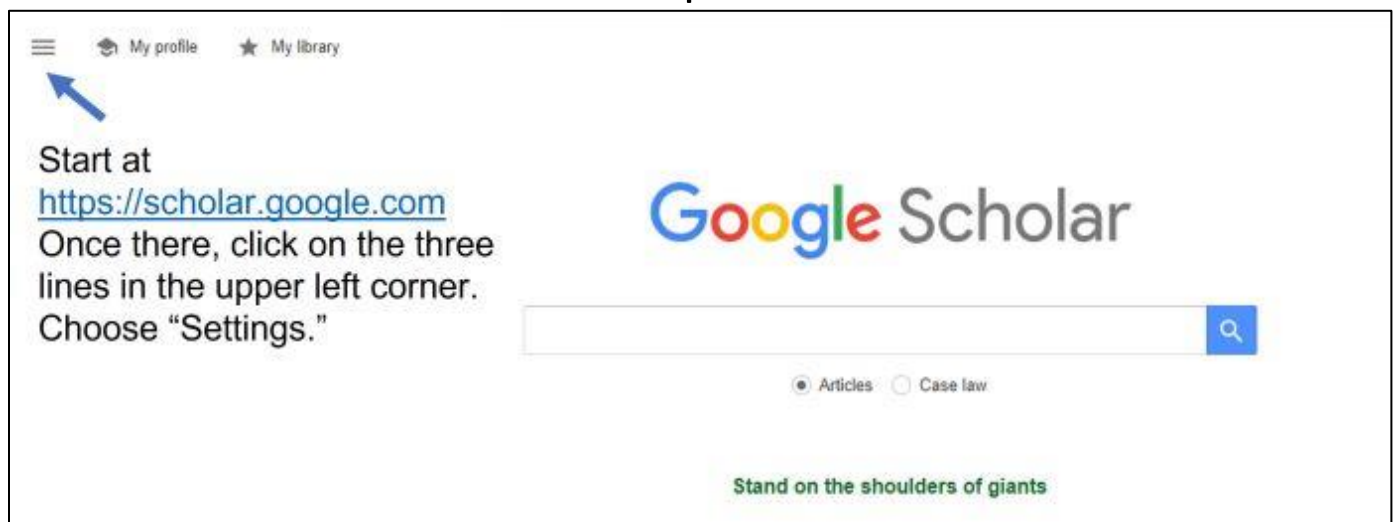 My profile My library
Start at
https://scholar.google.com
Once there, click on the three
lines in the upper left corner.
Choose “Settings.”
Google Scholar
Articles Case law
Stand on the shoulders of giants